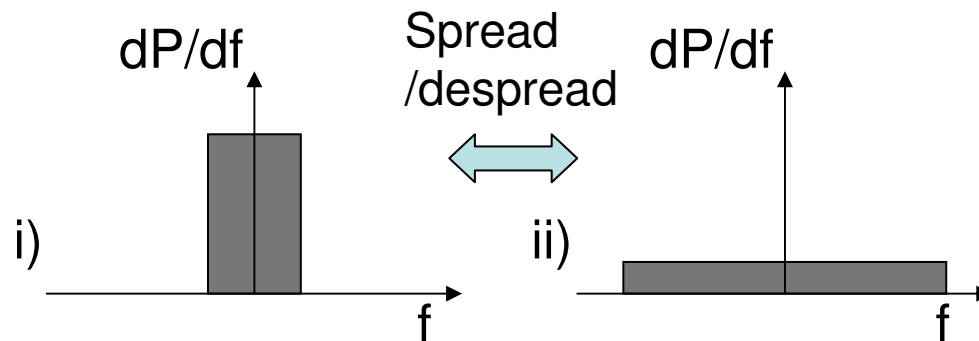 dP/df
Spread
/despread
dP/df
i)
ii)
f
f